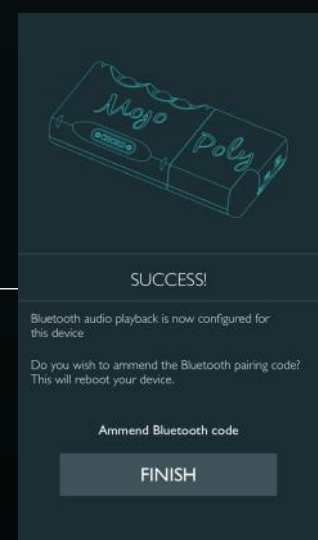 Mojo
Poly
CHORD
SUCCESS!
Bluetooth audio playback is now configured for
this device
Do you wish to ammend the Bluetooth pairing code?
This will reboot your device.
Ammend Bluetooth code
FINISH